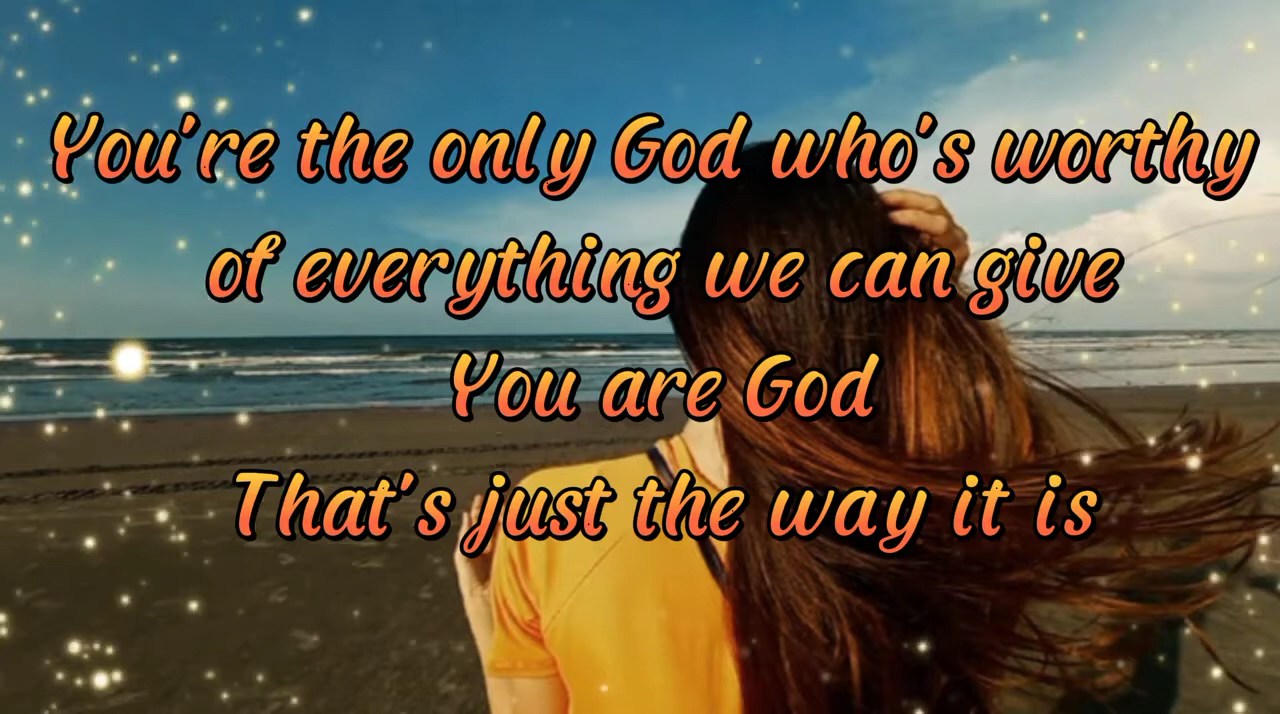 You're the only God who's worthy
of everything we can give
You are God
That's just the way it is